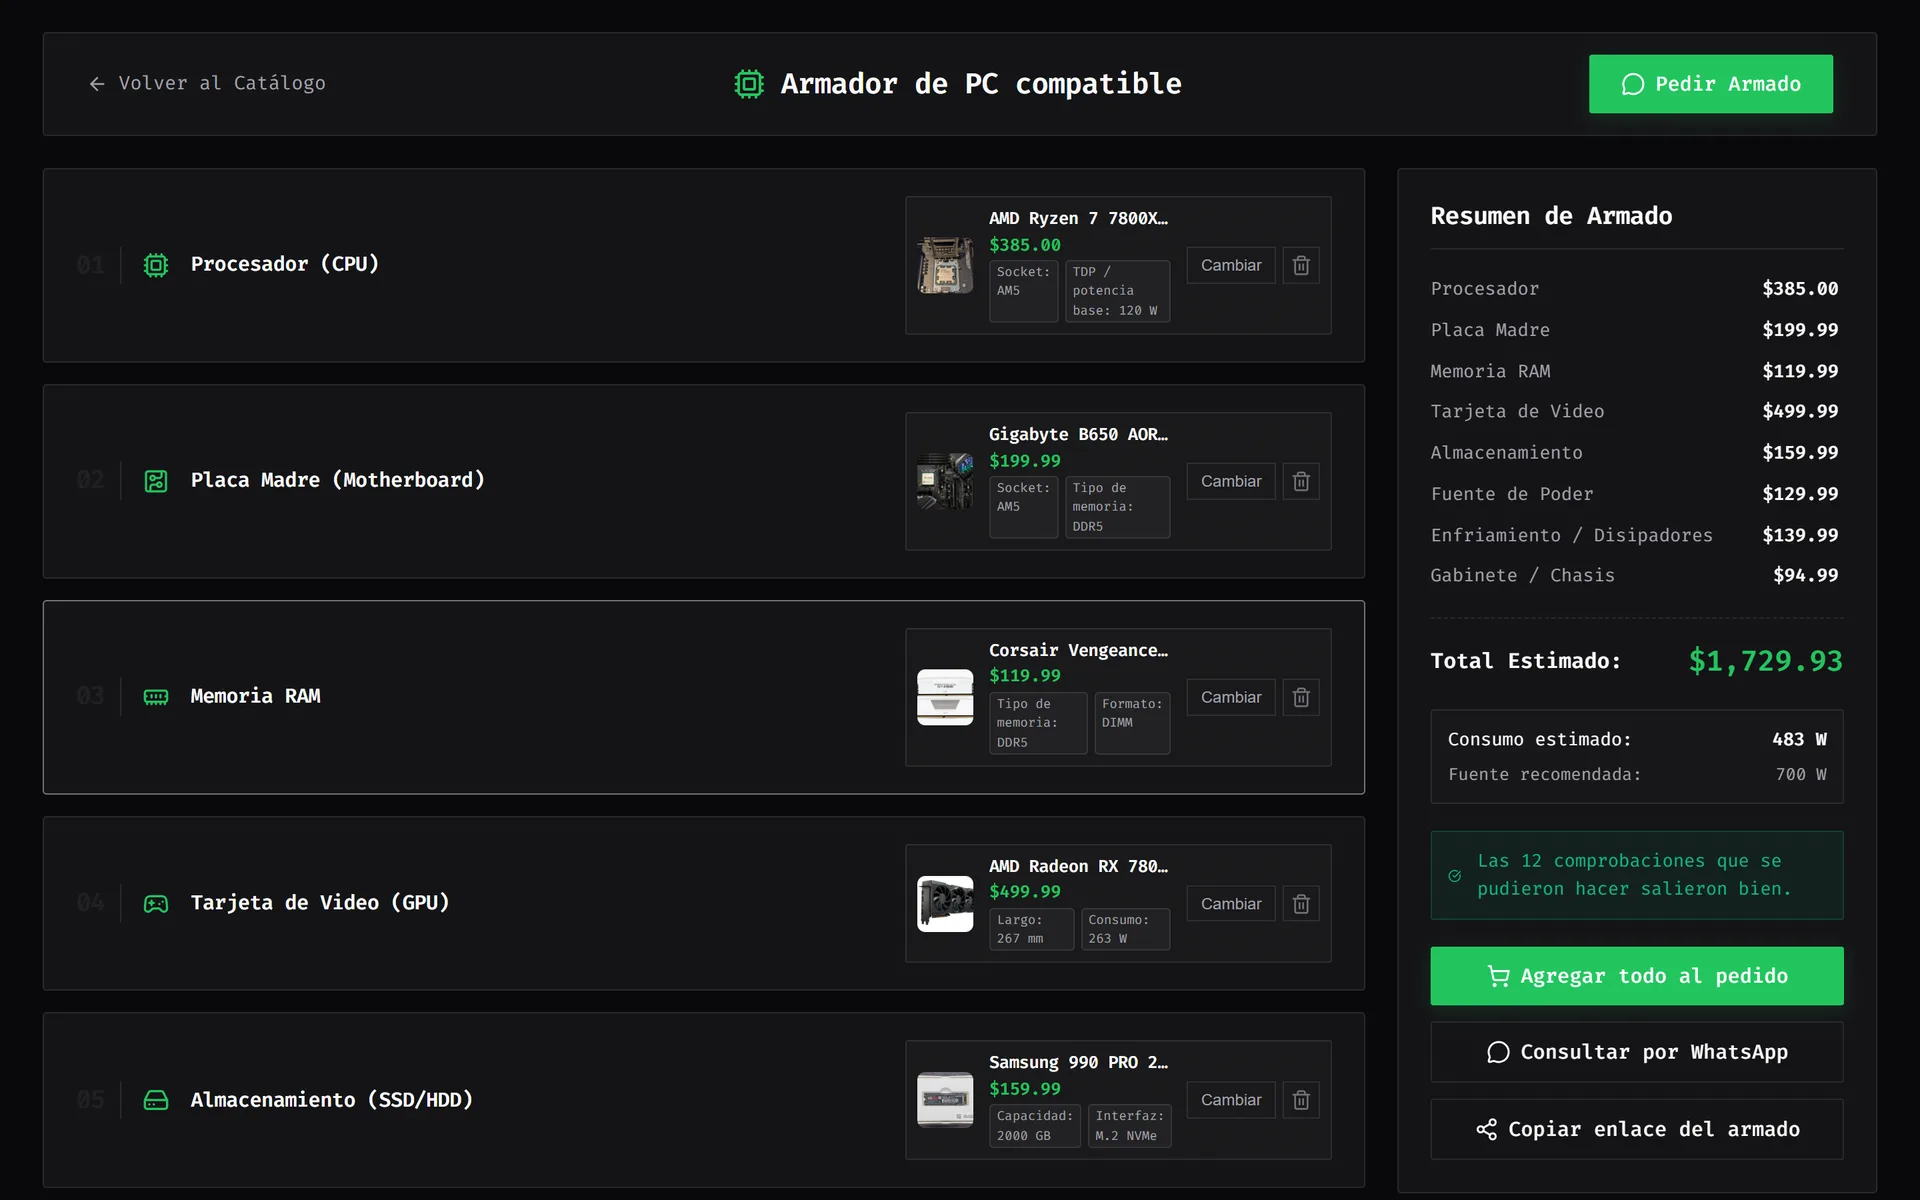 Volver al Catálogo
Armador de PC compatible
Pedir Armado
01
Procesador (CPU)
AMD Ryzen 7 7800X…
$385.00
Socket:
AM5
TDP /
potencia
base: 120 W
Cambiar
02
Placa Madre (Motherboard)
Gigabyte B650 AOR…
$199.99
Socket:
AM5
Tipo de
memoria:
DDR5
Cambiar
03
Memoria RAM
Corsair Vengeance…
$119.99
Tipo de
memoria:
DDR5
Formato:
DIMM
Cambiar
04
Tarjeta de Video (GPU)
AMD Radeon RX 780…
$499.99
Largo:
267 mm
Consumo:
263 W
Cambiar
05
Almacenamiento (SSD/HDD)
Samsung 990 PRO 2…
$159.99
Capacidad:
2000 GB
Interfaz:
M.2 NVMe
Cambiar
Resumen de Armado
Procesador $385.00
Placa Madre $199.99
Memoria RAM $119.99
Tarjeta de Video $499.99
Almacenamiento $159.99
Fuente de Poder $129.99
Enfriamiento / Disipadores $139.99
Gabinete / Chasis $94.99
Total Estimado: $1,729.93
Consumo estimado: 483 W
Fuente recomendada: 700 W
Las 12 comprobaciones que se
pudieron hacer salieron bien.
Agregar todo al pedido
Consultar por WhatsApp
Copiar enlace del armado